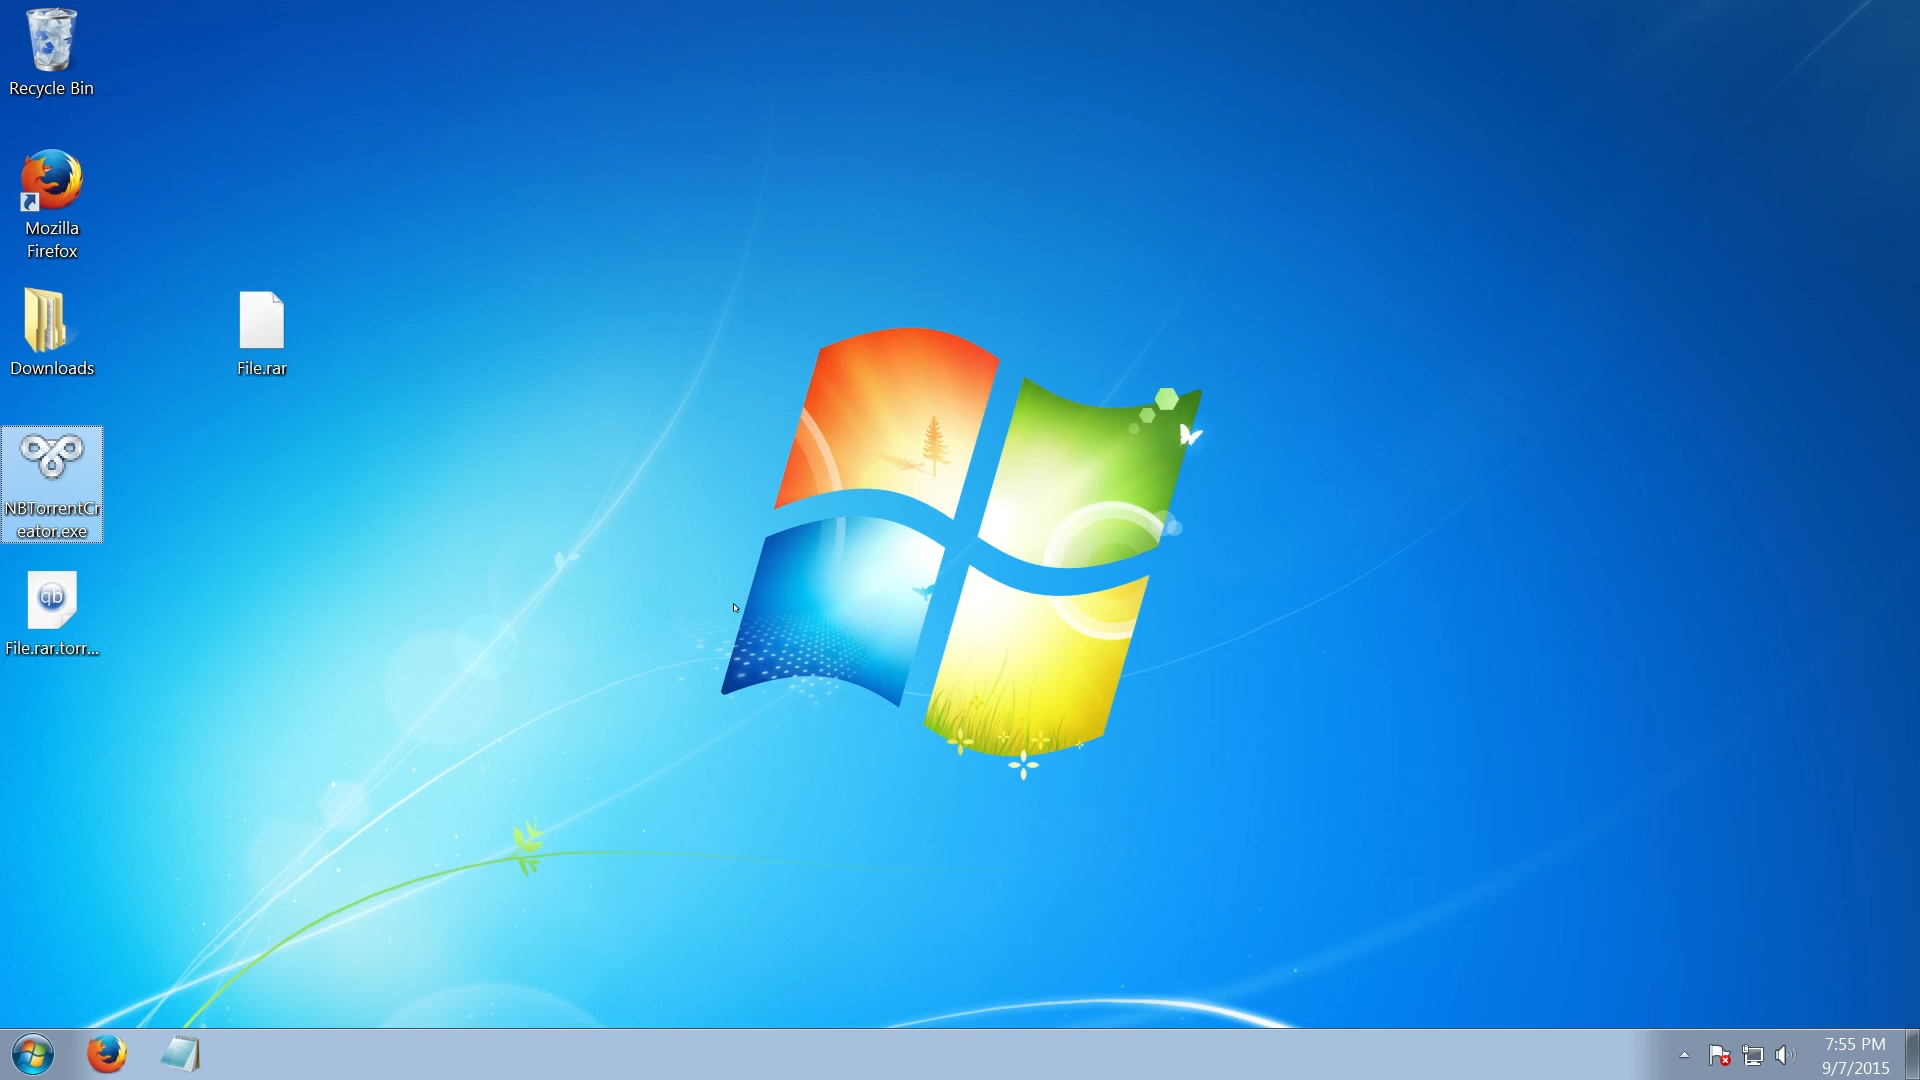 Recycle Bin
Mozilla
Firefox
Downloads
File.rar
NBTorrentCr
eator.exe
qb
File.rar.torr...
7:55 PM
9/7/2015